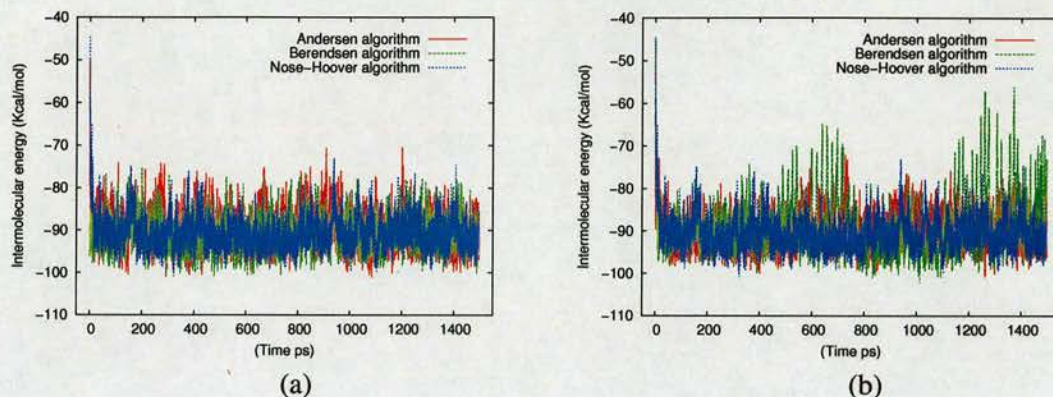 -40
-50
-60
-70
-80
-90
-100
-110
Intermolecular energy (Kcal/mol)
Andersen algorithm
Berendsen algorithm
Nose-Hoover algorithm
0 200 400 600 800 1000 1200 1400
(Time ps)
(a)
-40
-50
-60
-70
-80
-90
-100
-110
Intermolecular energy (Kcal/mol)
Andersen algorithm
Berendsen algorithm
Nose-Hoover algorithm
0 200 400 600 800 1000 1200 1400
(Time ps)
(b)